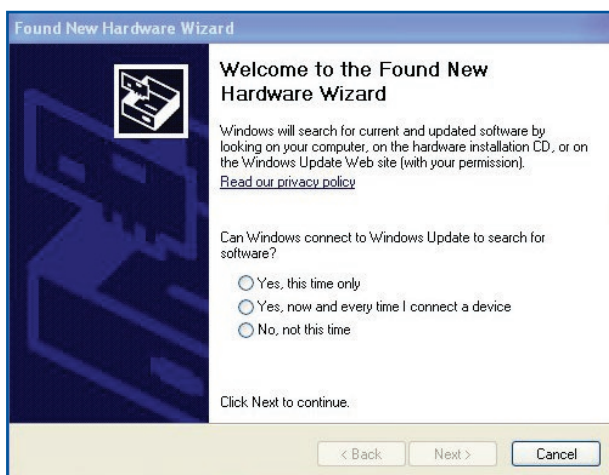 Found New Hardware Wizard
Welcome to the Found New
Hardware Wizard
Windows will search for current and updated software by
looking on your computer, on the hardware installation CD, or on
the Windows Update Web site (with your permission).
Read our privacy policy
Can Windows connect to Windows Update to search for
software?
Yes, this time only
Yes, now and every time I connect a device
No, not this time
Click Next to continue.
< Back
Next >
Cancel